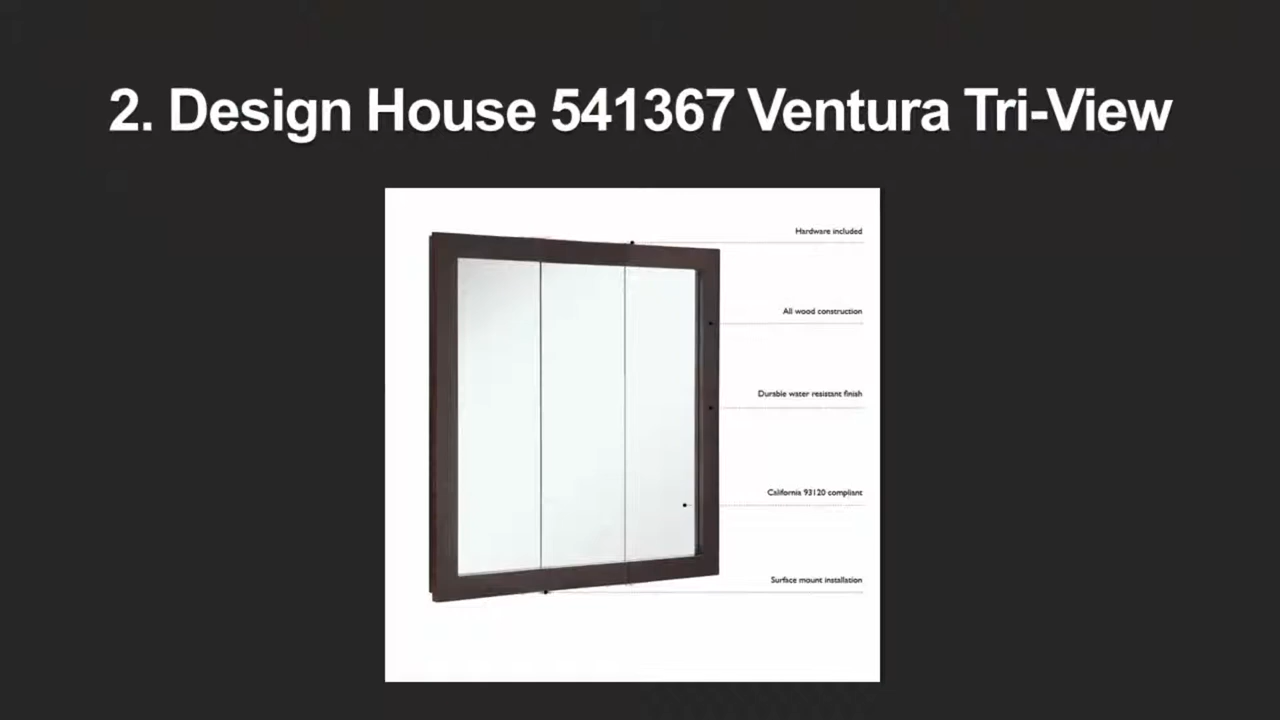 2. Design House 541367 Ventura Tri-View
Hardware included
All wood construction
Durable water resistant finish
California 93120 compliant
Surface mount installation